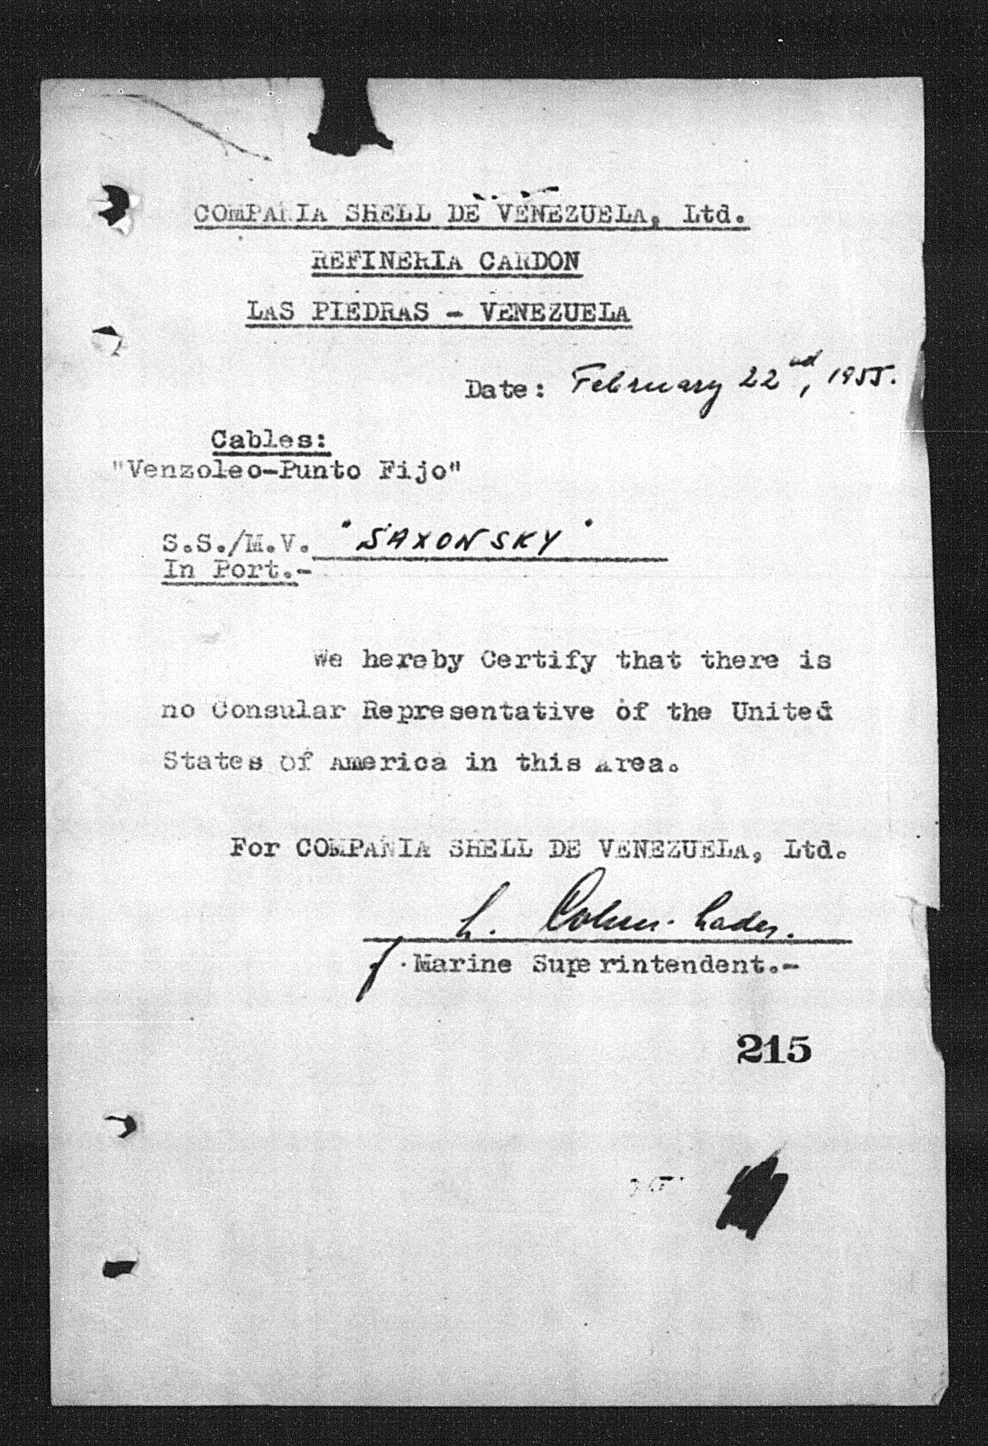 COMPAÑIA SHELL DE VENEZUELA, Ltd.
REFINERIA CARDON
LAS PIEDRAS - VENEZUELA
Date: February 22nd, 1955.
Cables:
"Venzoleo-Punto Fijo"
S.S./M.V. "SAXONSKY"
In Port.-
We hereby Certify that there is
no Consular Representative of the United
States Of America in this Area.
For COMPAÑIA SHELL DE VENEZUELA, Ltd.
f. Marine Superintendent.-
215